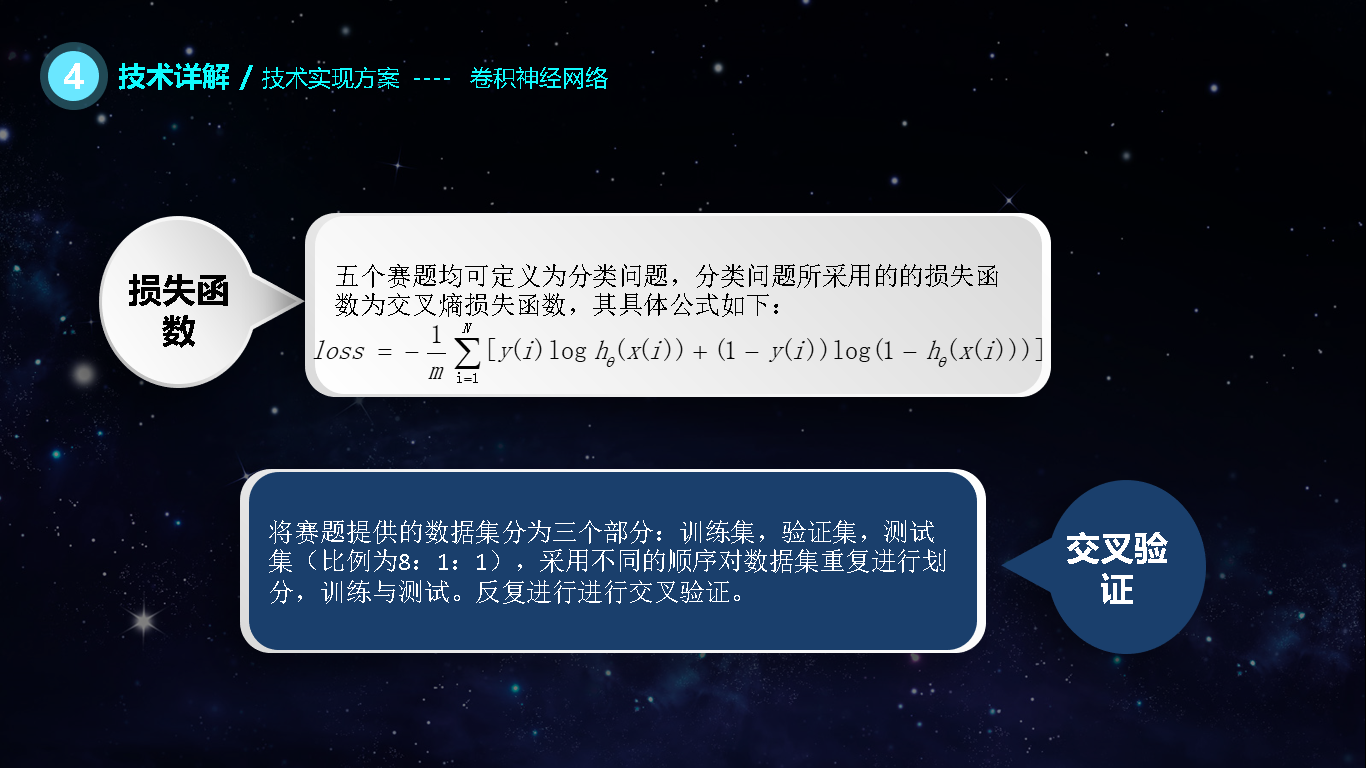 4 技术详解 / 技术实现方案 ---- 卷积神经网络
损失函
数
五个赛题均可定义为分类问题，分类问题所采用的的损失函
数为交叉熵损失函数，其具体公式如下：
loss = -\frac{1}{m}\sum_{i=1}^{N}[y(i)\log h_θ(x(i))+(1-y(i))\log(1-h_θ(x(i)))]
将赛题提供的数据集分为三个部分：训练集，验证集，测试
集（比例为8：1：1），采用不同的顺序对数据集重复进行划
分，训练与测试。反复进行进行交叉验证。
交叉验
证